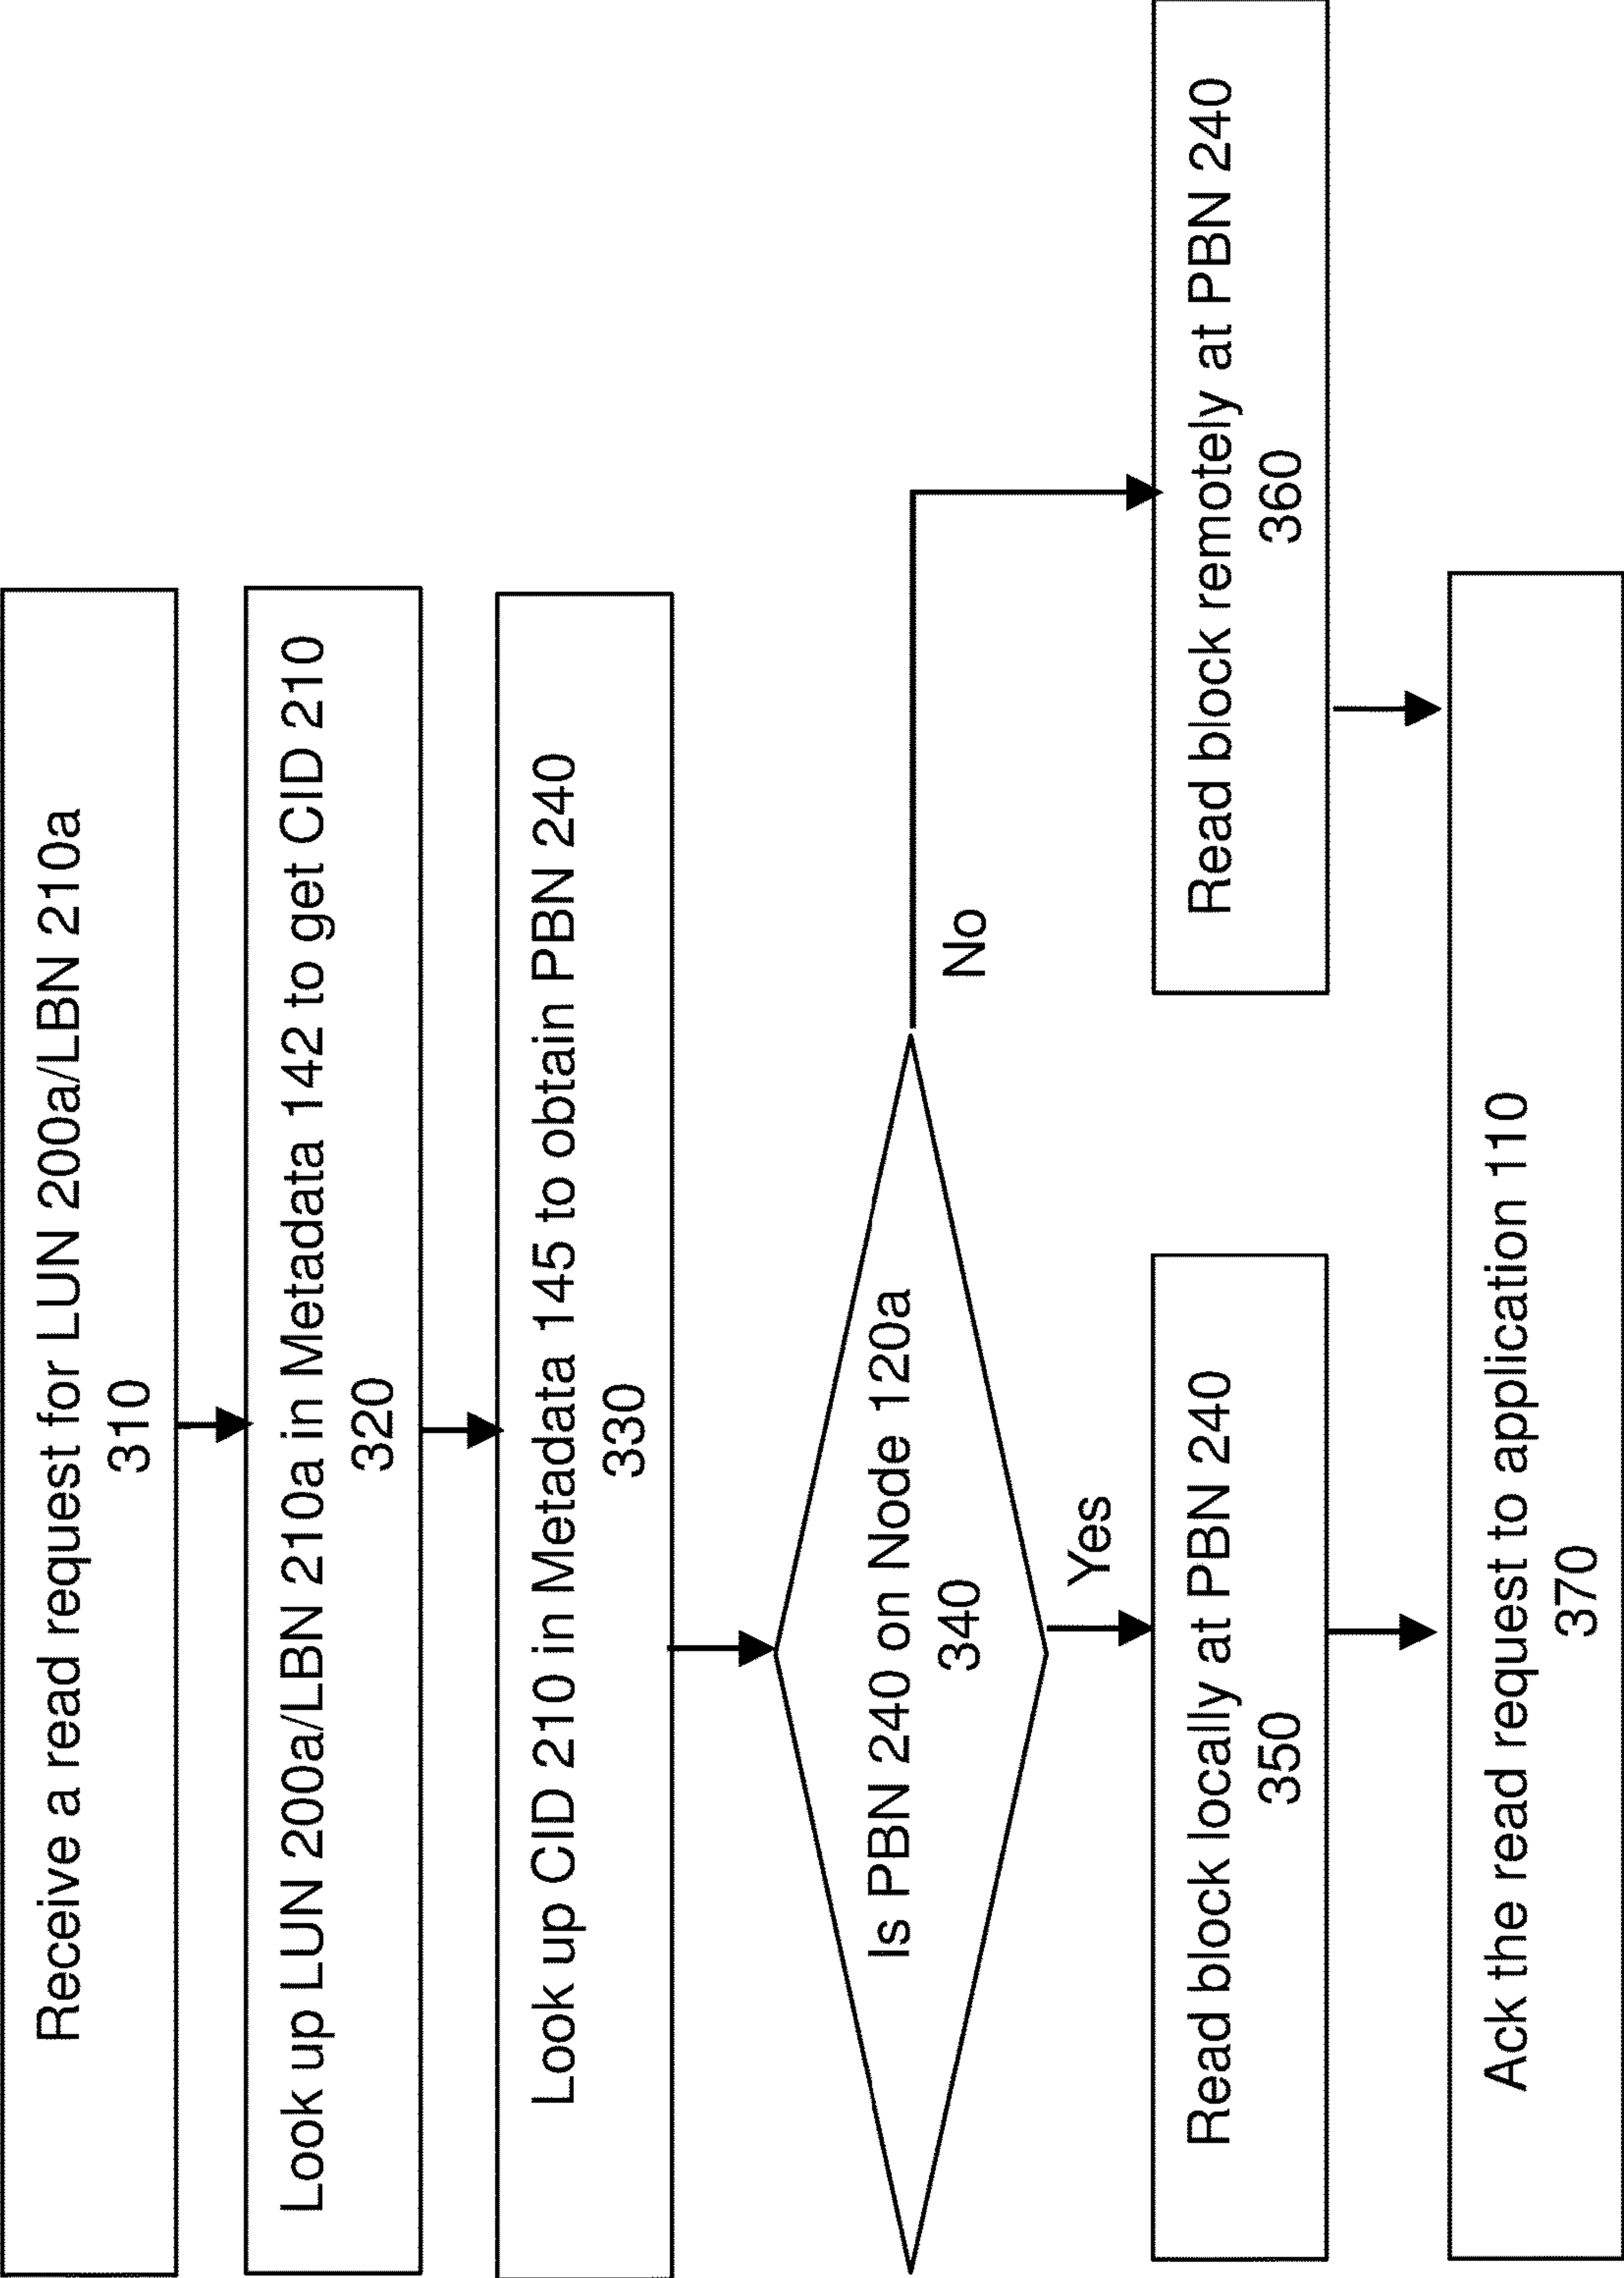 Receive a read request for LUN 200a/LBN 210a
310
Look up LUN 200a/LBN 210a in Metadata 142 to get CID 210
320
Look up CID 210 in Metadata 145 to obtain PBN 240
330
Is PBN 240 on Node 120a
340
Yes
No
Read block locally at PBN 240
350
Read block remotely at PBN 240
360
Ack the read request to application 110
370